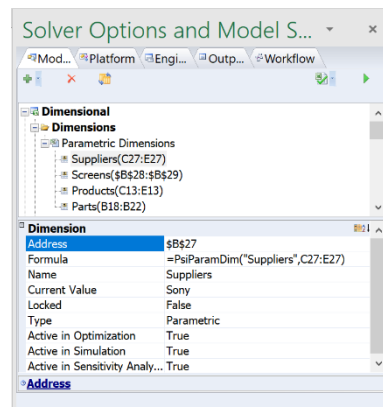 Solver Options and Model S...
Mod... Platform Engi... Outp... Workflow
Dimensional
Dimensions
Parametric Dimensions
Suppliers(C27:E27)
Screens($B$28:$B$29)
Products(C13:E13)
Parts(B18:B22)
Dimension
Address $B$27
Formula =PsiParamDim("Suppliers",C27:E27)
Name Suppliers
Current Value Sony
Locked False
Type Parametric
Active in Optimization True
Active in Simulation True
Active in Sensitivity Analy... True
Address